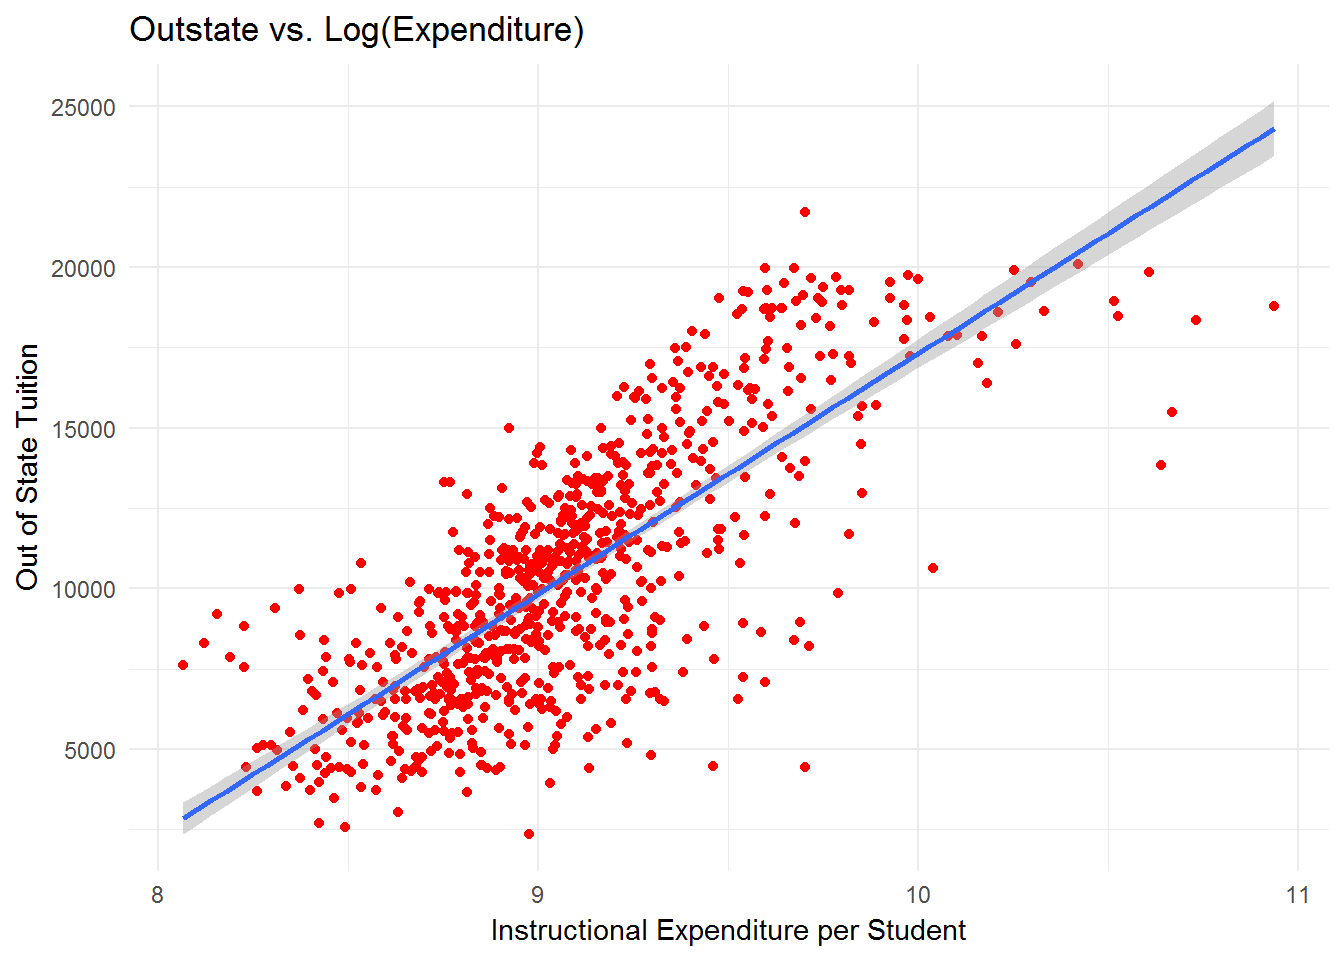 Outstate vs. Log(Expenditure)
25000
20000
15000
10000
5000
Out of State Tuition
8 9 10 11
Instructional Expenditure per Student